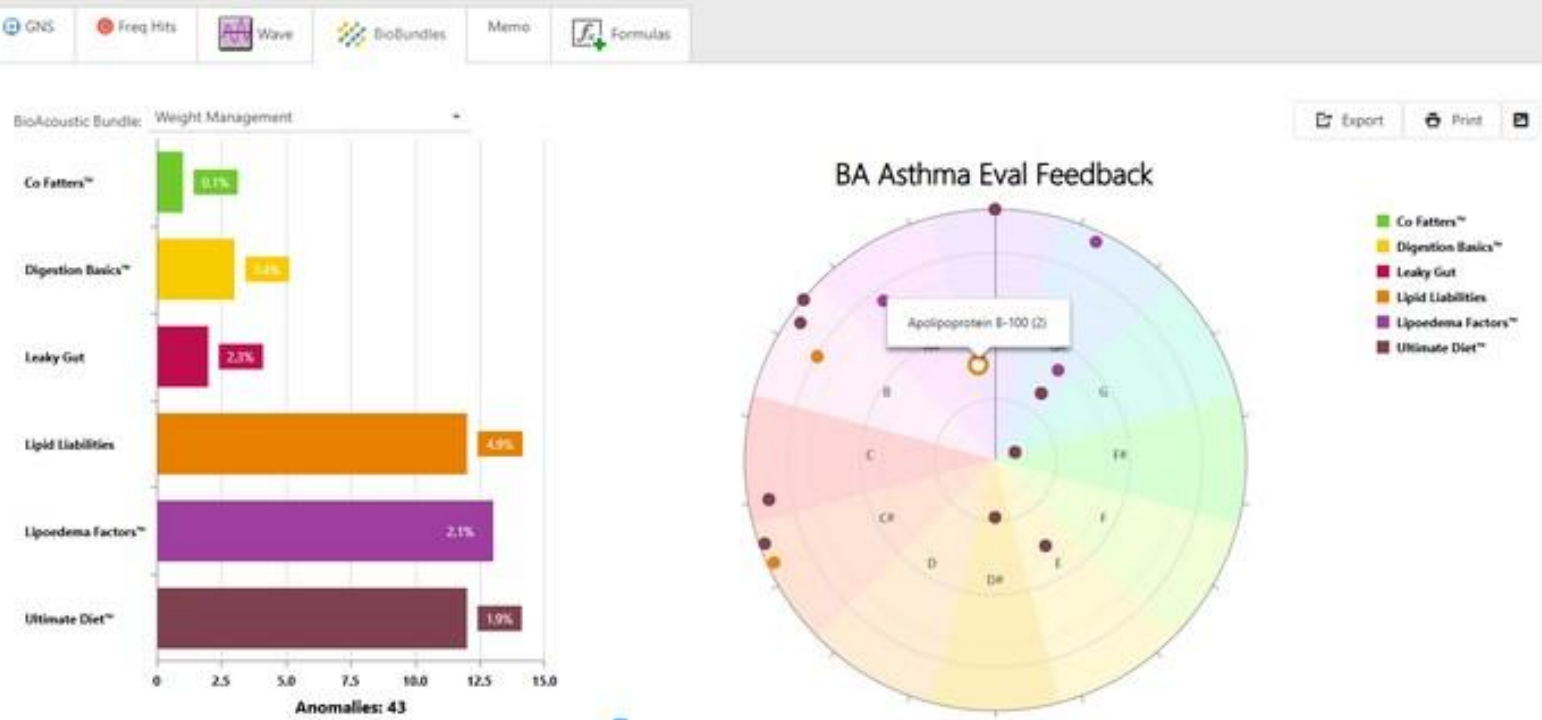 GNS
Freq Hits
Wave
BioBundles
Memo
Formulas
BioAcoustic Bundle: Weight Management
Export
Print
Co Fatters™
0,1%
Digestion Basics™
Leaky Gut
2,3%
Lipid Liabilities
4,9%
Lipoedema Factors™
2,1%
Ultimate Diet™
1,9%
0 2.5 5.0 7.5 10.0 12.5 15.0
Anomalies: 43
BA Asthma Eval Feedback
Apolipoprotein B-100 (2)
B
G
C
F#
C#
F
D
E
D#
Co Fatters™
Digestion Basics™
Leaky Gut
Lipid Liabilities
Lipoedema Factors™
Ultimate Diet™